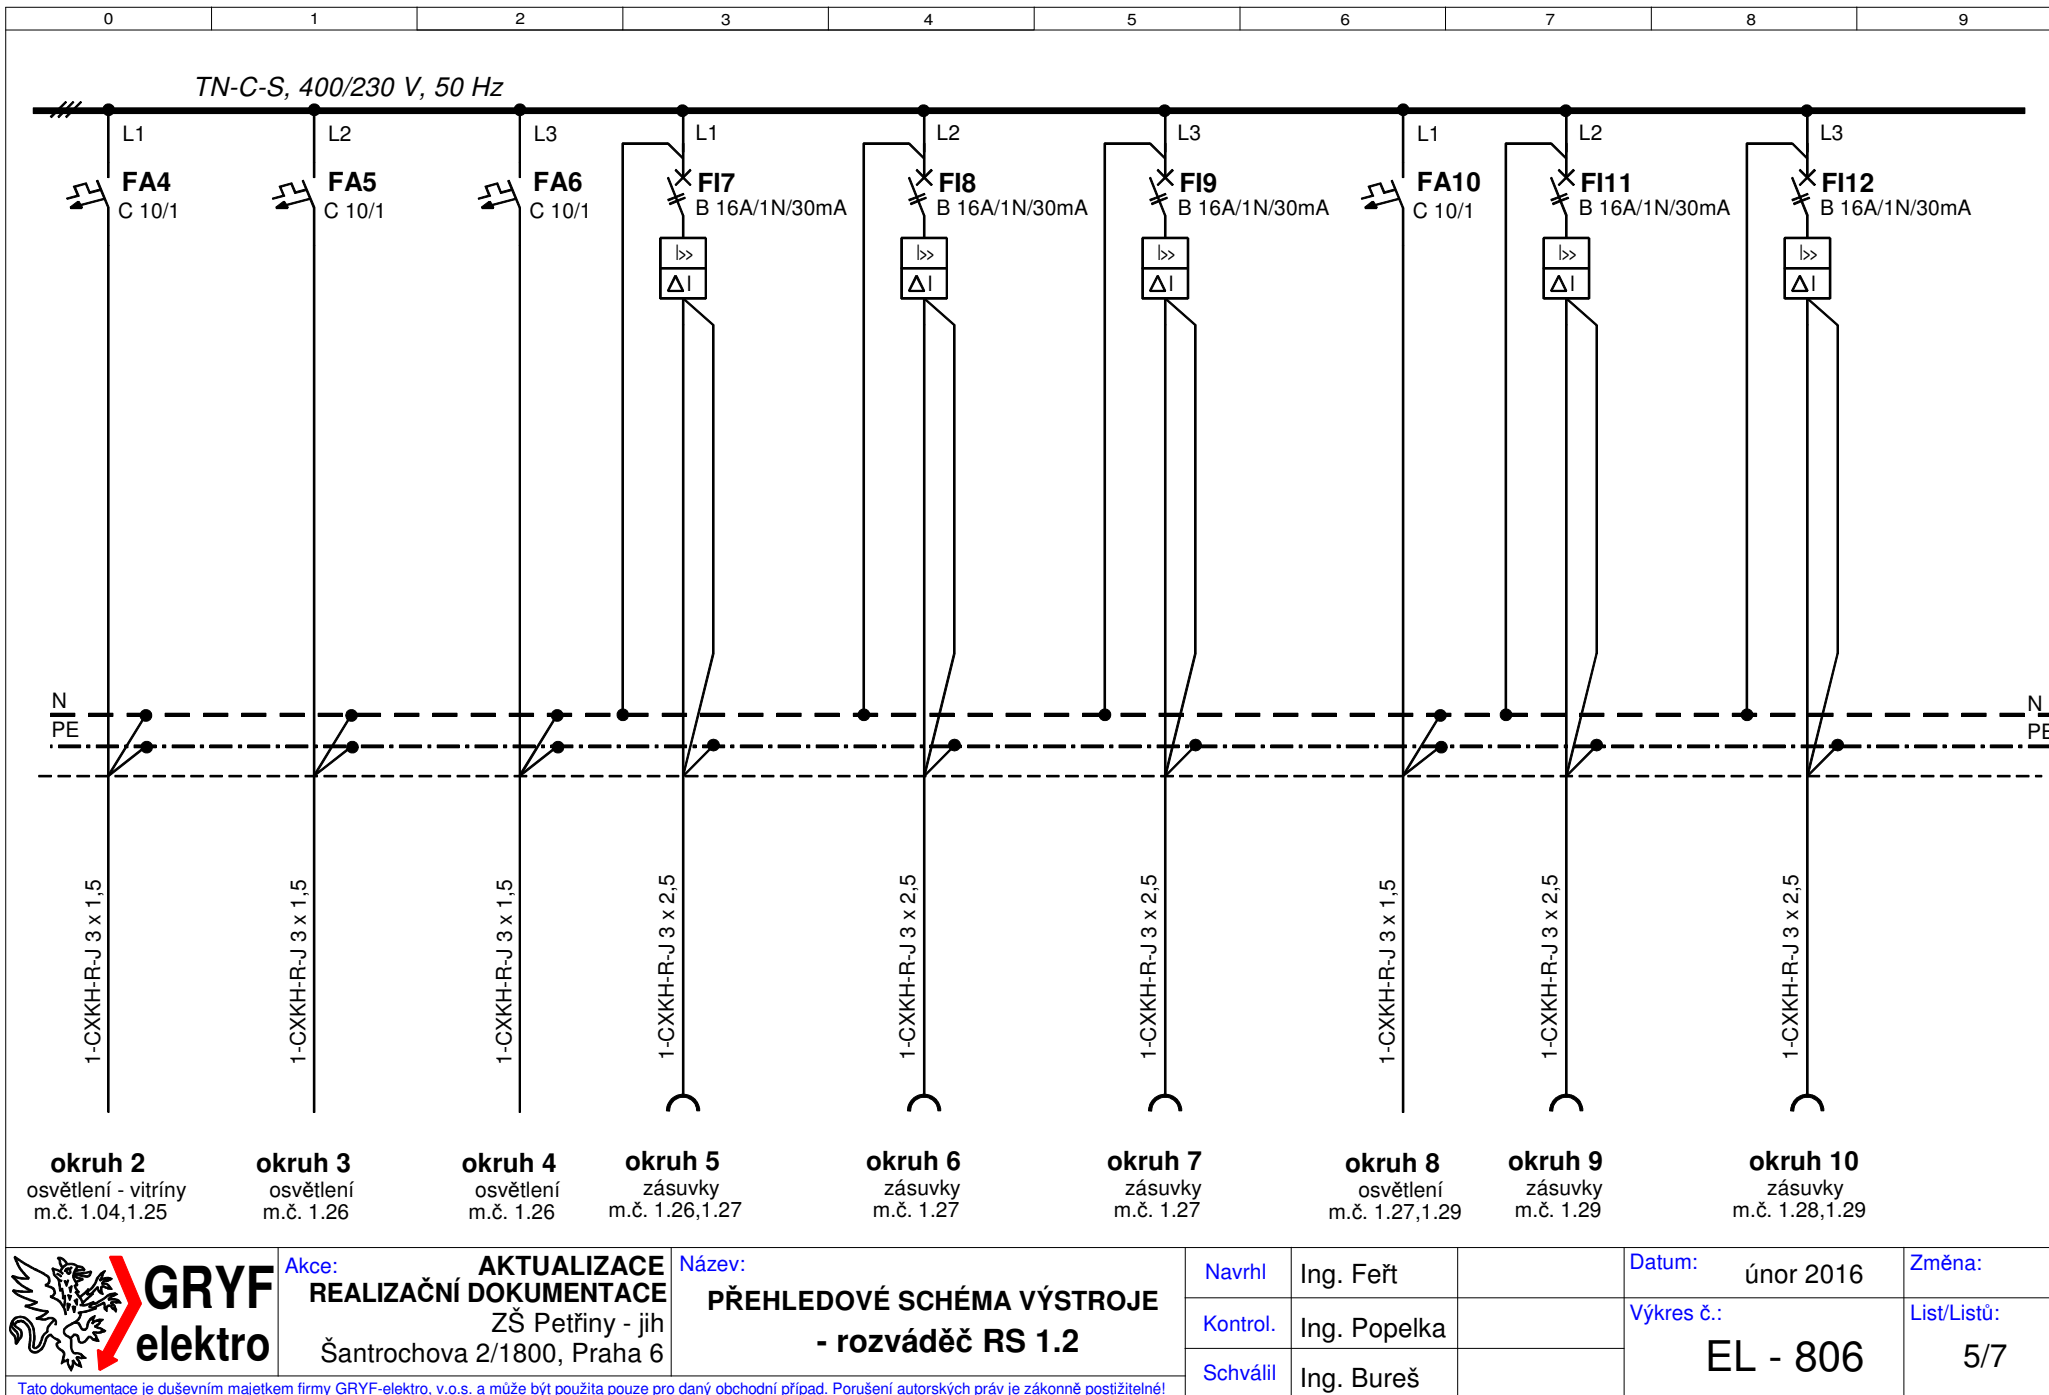 0 1 2 3 4 5 6 7 8 9
TN-C-S, 400/230 V, 50 Hz
L1 L2 L3 L1 L2 L3 L1 L2 L3
FA4 FA5 FA6 FI7 FI8 FI9 FA10 FI11 FI12
C 10/1 C 10/1 C 10/1 B 16A/1N/30mA B 16A/1N/30mA B 16A/1N/30mA C 10/1 B 16A/1N/30mA B 16A/1N/30mA
I>> I>> I>> I>> I>>
ΔI ΔI ΔI ΔI ΔI
N N
PE PE
1-CXKH-R-J 3 x 1,5
1-CXKH-R-J 3 x 1,5
1-CXKH-R-J 3 x 1,5
1-CXKH-R-J 3 x 2,5
1-CXKH-R-J 3 x 2,5
1-CXKH-R-J 3 x 2,5
1-CXKH-R-J 3 x 1,5
1-CXKH-R-J 3 x 2,5
1-CXKH-R-J 3 x 2,5
okruh 2 okruh 3 okruh 4 okruh 5 okruh 6 okruh 7 okruh 8 okruh 9 okruh 10
osvětlení - vitríny osvětlení osvětlení zásuvky zásuvky zásuvky osvětlení zásuvky zásuvky
m.č. 1.04,1.25 m.č. 1.26 m.č. 1.26 m.č. 1.26,1.27 m.č. 1.27 m.č. 1.27 m.č. 1.27,1.29 m.č. 1.29 m.č. 1.28,1.29
GRYF
elektro
Akce: AKTUALIZACE
REALIZAČNÍ DOKUMENTACE
ZŠ Petřiny - jih
Šantrochova 2/1800, Praha 6
Název:
PŘEHLEDOVÉ SCHÉMA VÝSTROJE
- rozváděč RS 1.2
Navrhl Ing. Feřt
Kontrol. Ing. Popelka
Schválil Ing. Bureš
Datum: únor 2016
Změna:
Výkres č.:
EL - 806
List/Listů:
5/7
Tato dokumentace je duševním majetkem firmy GRYF-elektro, v.o.s. a může být použita pouze pro daný obchodní případ. Porušení autorských práv je zákonně postižitelné!